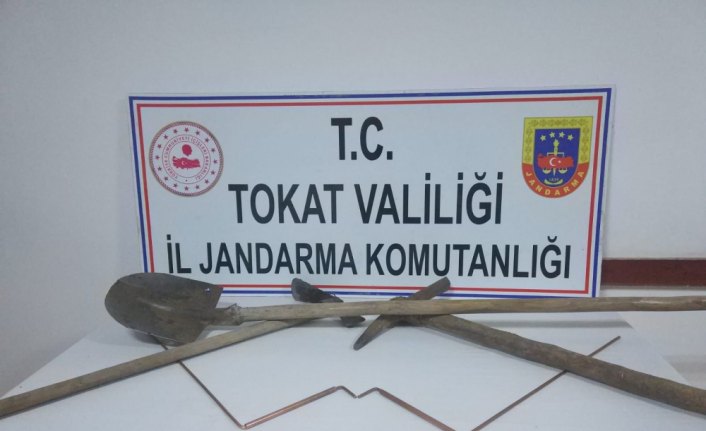 T.C.
TOKAT VALİLİĞİ
İL JANDARMA KOMUTANLIĞI
JANDARMA